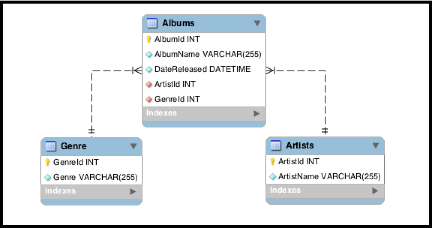 Albums
AlbumId INT
AlbumName VARCHAR(255)
DateReleased DATETIME
ArtistId INT
GenreId INT
Indexes
Genre
GenreId INT
Genre VARCHAR(255)
Indexes
Artists
ArtistId INT
ArtistName VARCHAR(255)
Indexes